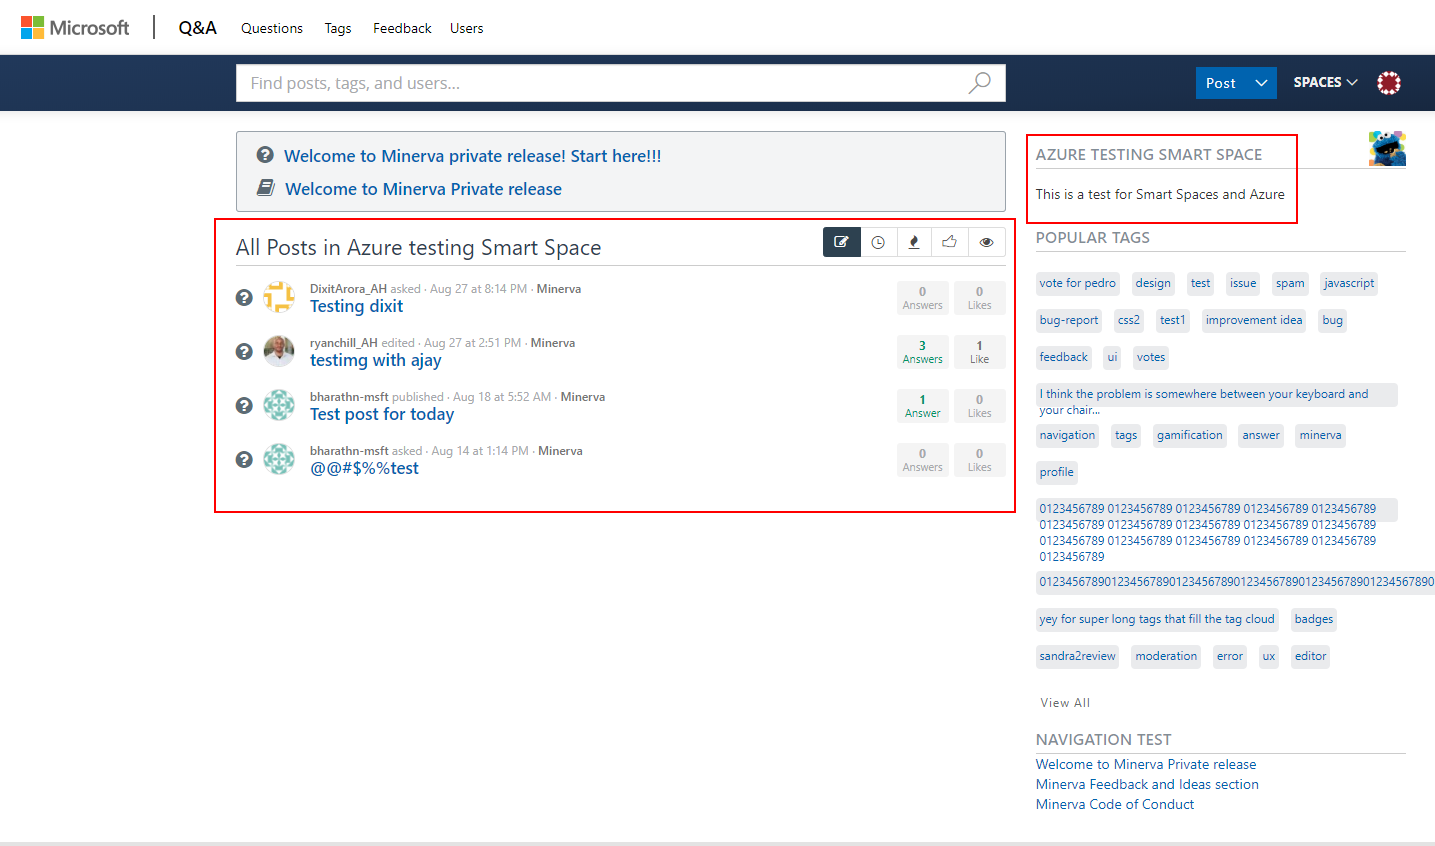 Microsoft Q&A Questions Tags Feedback Users
Find posts, tags, and users...
Post SPACES
Welcome to Minerva private release! Start here!!!
Welcome to Minerva Private release
All Posts in Azure testing Smart Space
DixitArora_AH asked · Aug 27 at 8:14 PM · Minerva
Testing dixit
0 Answers
0 Likes
ryanchill_AH edited · Aug 27 at 2:51 PM · Minerva
testimg with ajay
3 Answers
1 Like
bharathn-msft published · Aug 18 at 5:52 AM · Minerva
Test post for today
1 Answer
0 Likes
bharathn-msft asked · Aug 14 at 1:14 PM · Minerva
@@#$%%test
0 Answers
0 Likes
AZURE TESTING SMART SPACE
This is a test for Smart Spaces and Azure
POPULAR TAGS
vote for pedro design test issue spam javascript
bug-report css2 test1 improvement idea bug
feedback ui votes
I think the problem is somewhere between your keyboard and
your chair...
navigation tags gamification answer minerva
profile
0123456789 0123456789 0123456789 0123456789 0123456789
0123456789 0123456789 0123456789 0123456789 0123456789
0123456789 0123456789 0123456789 0123456789 0123456789
0123456789
012345678901234567890123456789012345678901234567890
yey for super long tags that fill the tag cloud badges
sandra2review moderation error ux editor
View All
NAVIGATION TEST
Welcome to Minerva Private release
Minerva Feedback and Ideas section
Minerva Code of Conduct